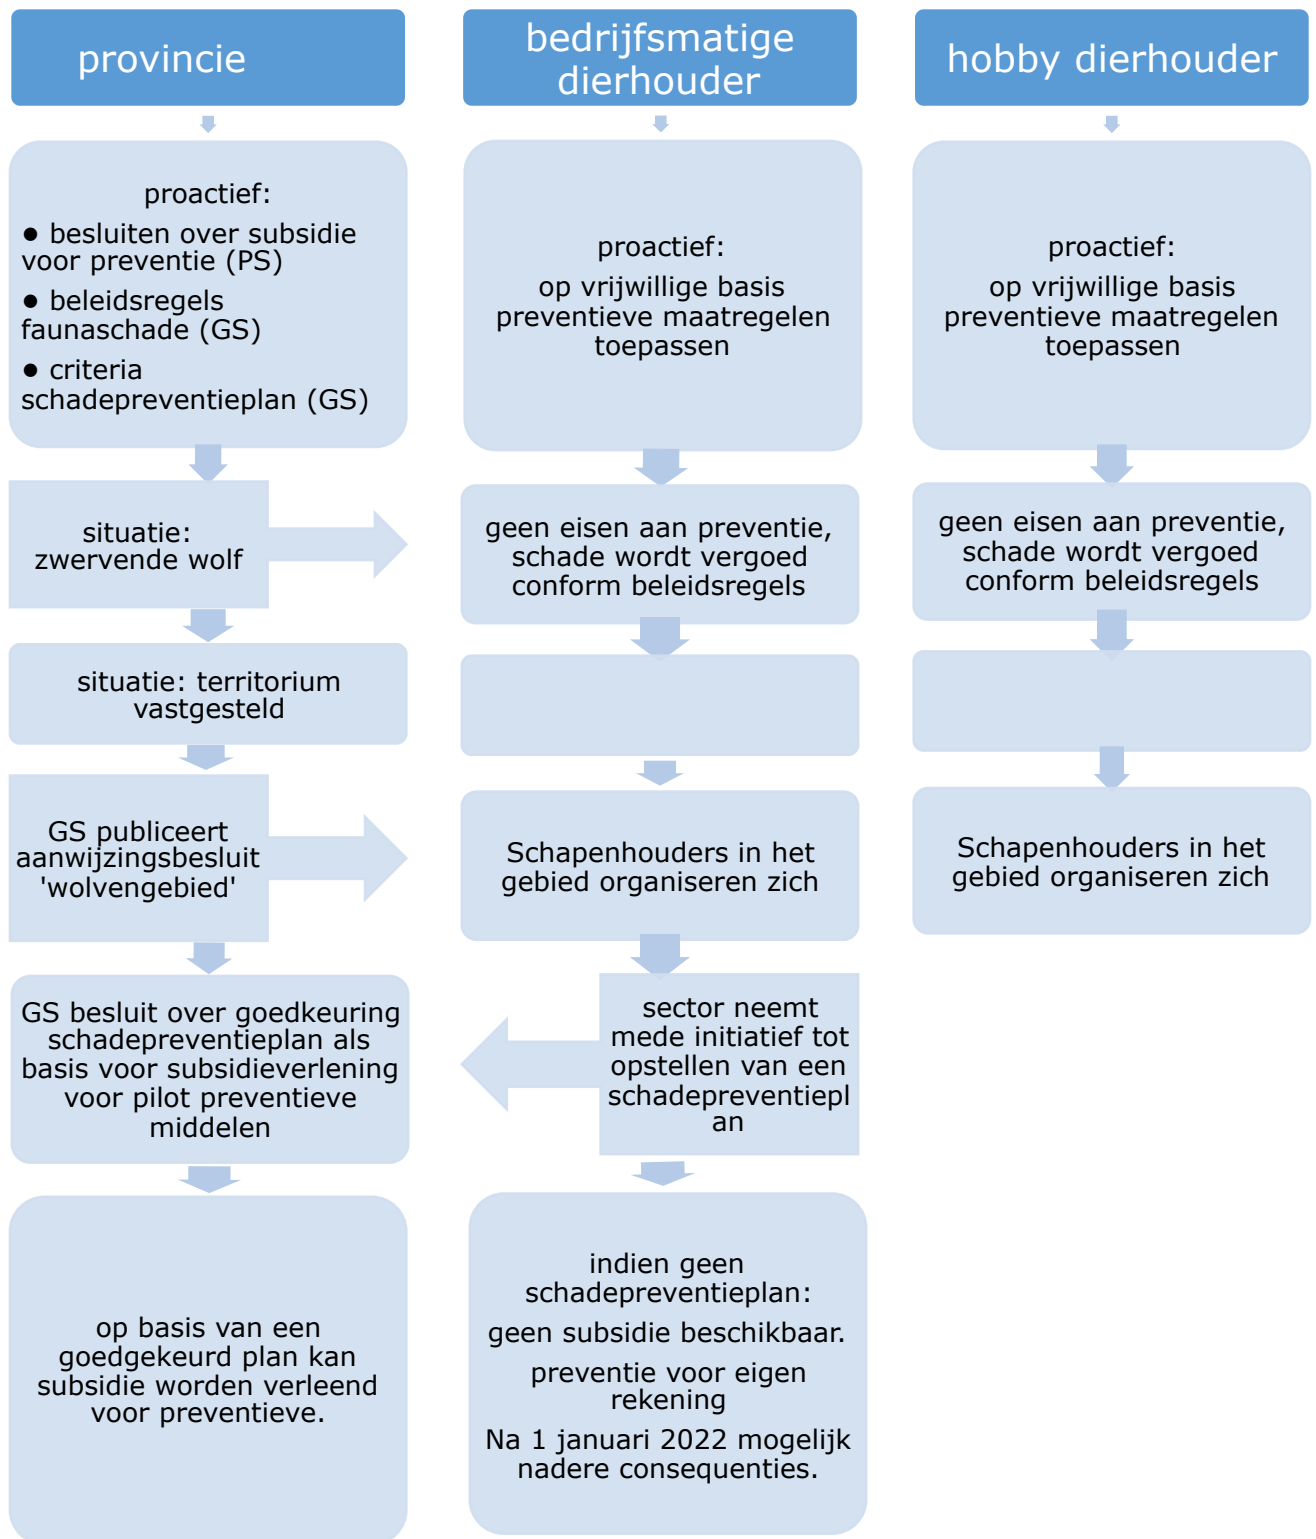 provincie
proactief:
● besluiten over subsidie
voor preventie (PS)
● beleidsregels
faunaschade (GS)
● criteria
schadepreventieplan (GS)
situatie:
zwervende wolf
situatie: territorium
vastgesteld
GS publiceert
aanwijzingsbesluit
'wolvengebied'
GS besluit over goedkeuring
schadepreventieplan als
basis voor subsidieverlening
voor pilot preventieve
middelen
op basis van een
goedgekeurd plan kan
subsidie worden verleend
voor preventieve.
bedrijfsmatige
dierhouder
proactief:
op vrijwillige basis
preventieve maatregelen
toepassen
geen eisen aan preventie,
schade wordt vergoed
conform beleidsregels
Schapenhouders in het
gebied organiseren zich
sector neemt
mede initiatief tot
opstellen van een
schadepreventiepl
an
indien geen
schadepreventieplan:
geen subsidie beschikbaar.
preventie voor eigen
rekening
Na 1 januari 2022 mogelijk
nadere consequenties.
hobby dierhouder
proactief:
op vrijwillige basis
preventieve maatregelen
toepassen
geen eisen aan preventie,
schade wordt vergoed
conform beleidsregels
Schapenhouders in het
gebied organiseren zich